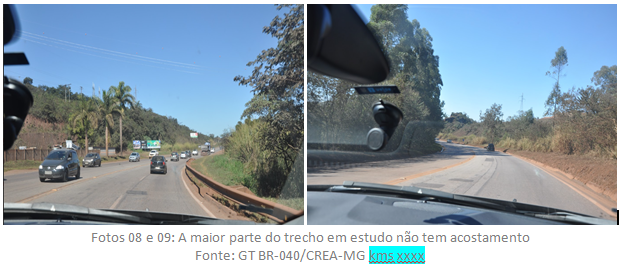 Fotos 08 e 09: A maior parte do trecho em estudo não tem acostamento
Fonte: GT BR-040/CREA-MG kms xxxx